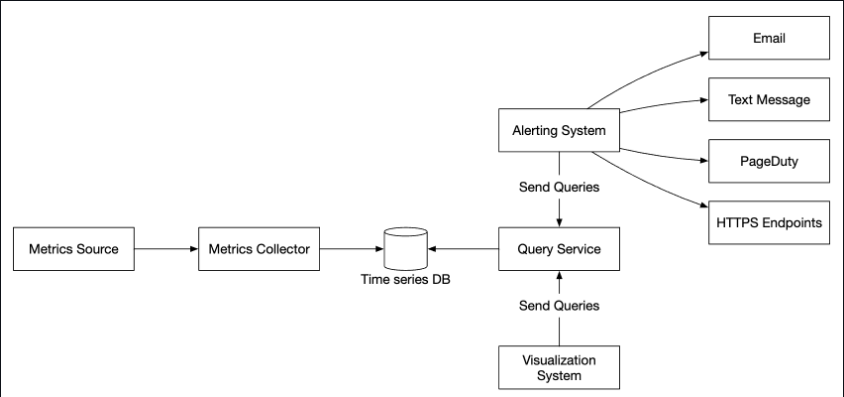 Email
Text Message
Alerting System
PageDuty
Send Queries
HTTPS Endpoints
Metrics Source
Metrics Collector
Query Service
Time series DB
Send Queries
Visualization
System